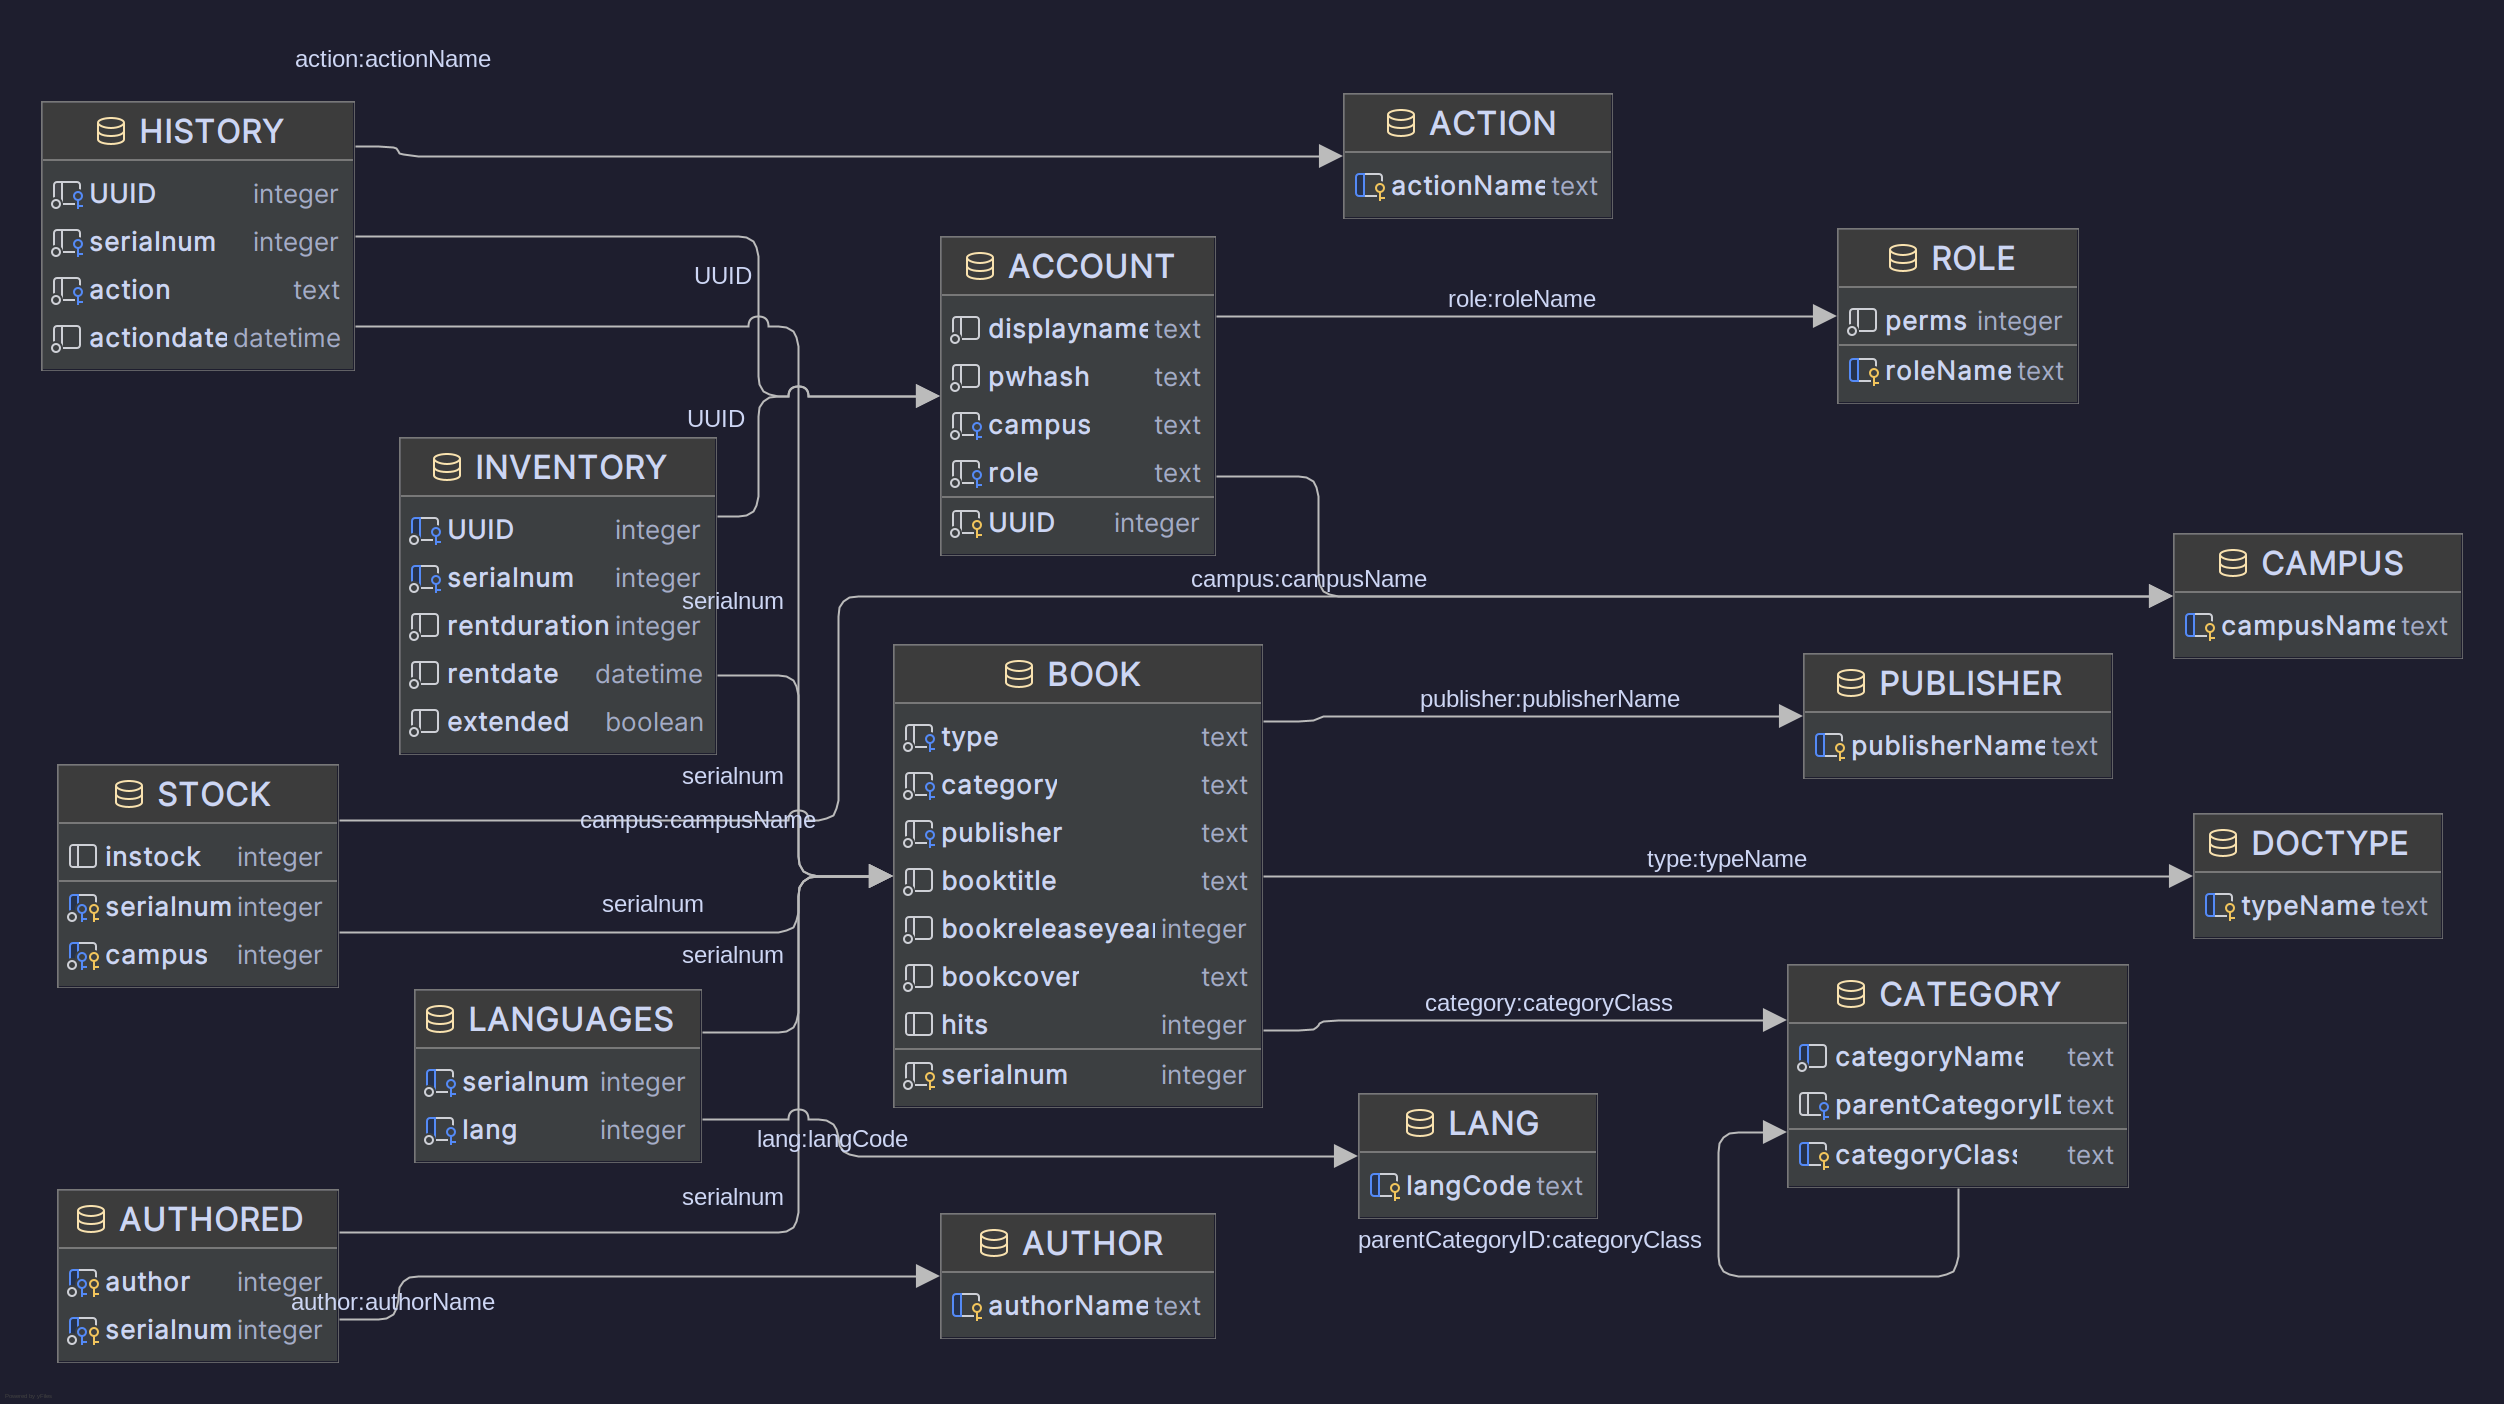 action:actionName
HISTORY
UUID integer
serialnum integer
action text
actiondate datetime
ACTION
actionName text
UUID
ACCOUNT
displayname text
pwhash text
campus text
role text
UUID integer
role:roleName
ROLE
perms integer
roleName text
UUID
INVENTORY
UUID integer
serialnum integer
rentduration integer
rentdate datetime
extended boolean
serialnum
campus:campusName
CAMPUS
campusName text
BOOK
type text
category text
publisher text
booktitle text
bookreleaseyear integer
bookcover text
hits integer
serialnum integer
publisher:publisherName
PUBLISHER
publisherName text
serialnum
campus:campusName
STOCK
instock integer
serialnum integer
campus integer
serialnum
type:typeName
DOCTYPE
typeName text
serialnum
LANGUAGES
serialnum integer
lang integer
category:categoryClass
CATEGORY
categoryName text
parentCategoryID text
categoryClass text
lang:langCode
LANG
langCode text
serialnum
AUTHORED
author integer
serialnum integer
author:authorName
AUTHOR
authorName text
parentCategoryID:categoryClass